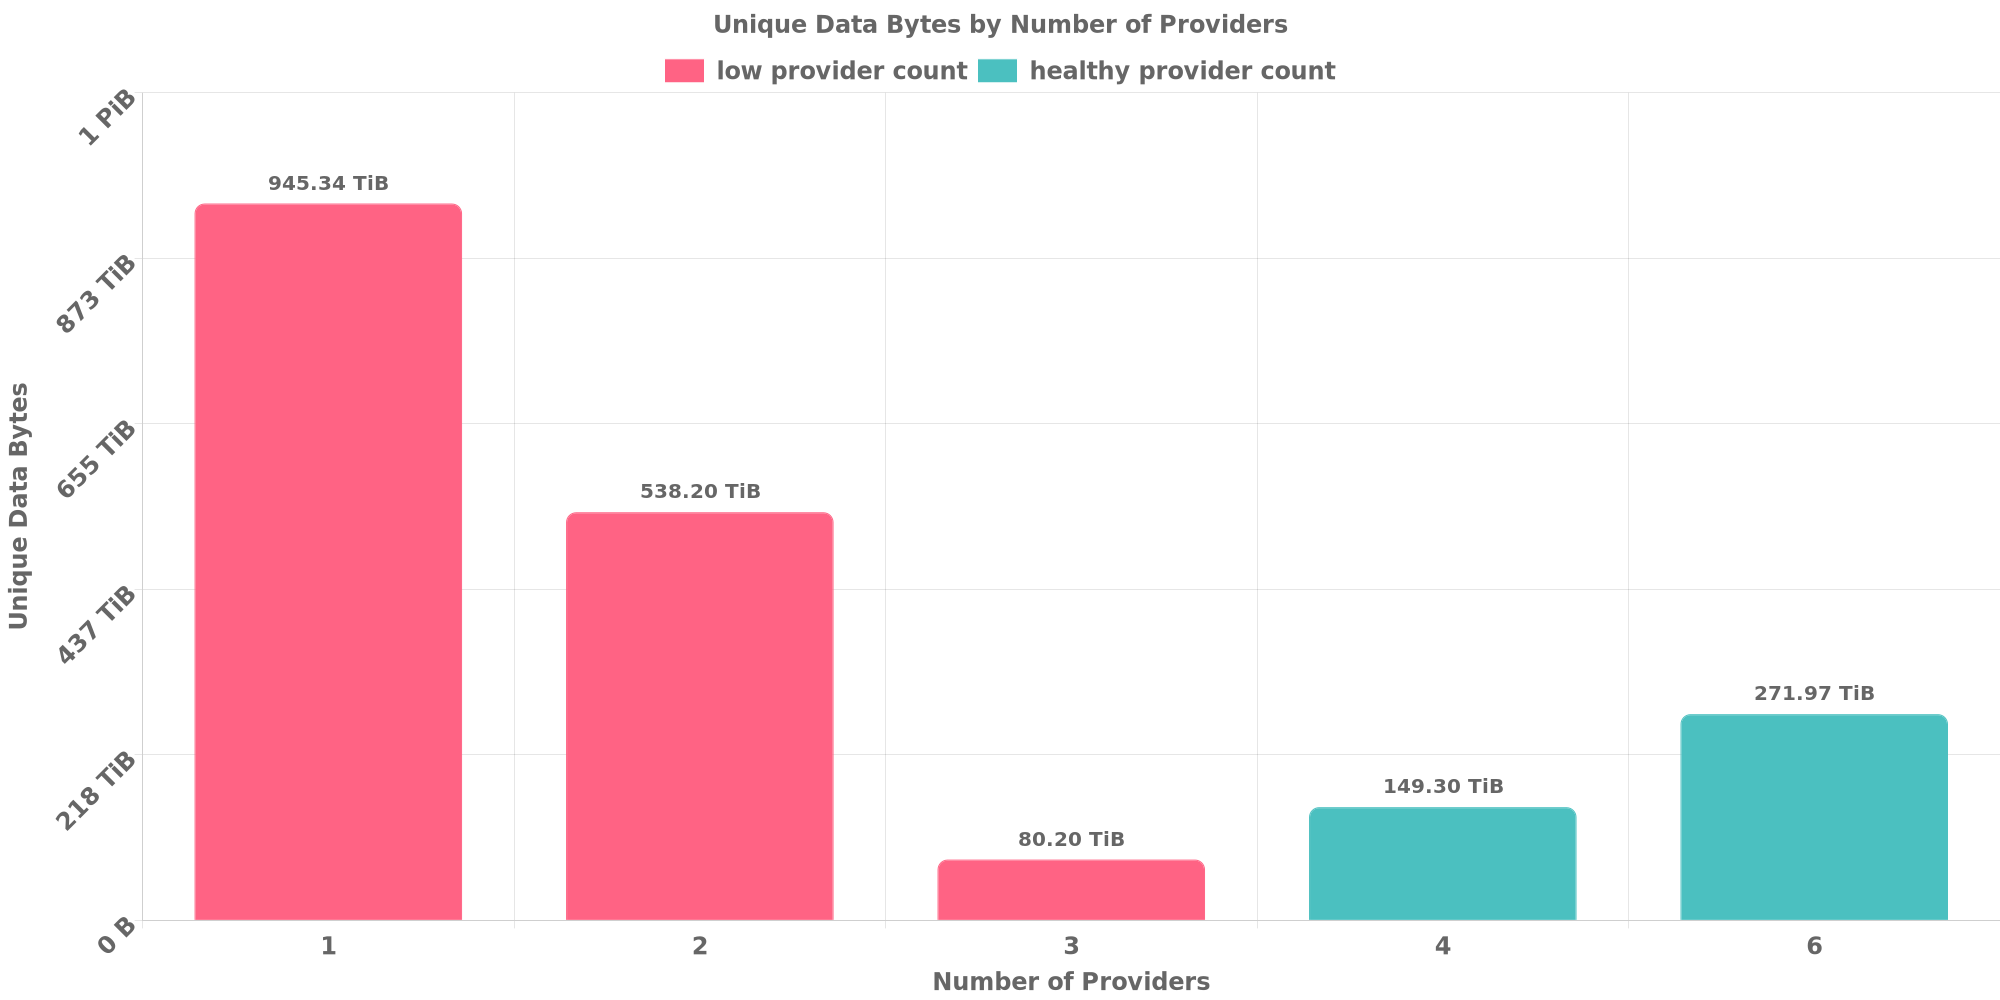 Unique Data Bytes by Number of Providers
low provider count
healthy provider count
1 PiB
873 TiB
655 TiB
437 TiB
218 TiB
0 B
Unique Data Bytes
945.34 TiB
538.20 TiB
80.20 TiB
149.30 TiB
271.97 TiB
1
2
3
4
6
Number of Providers